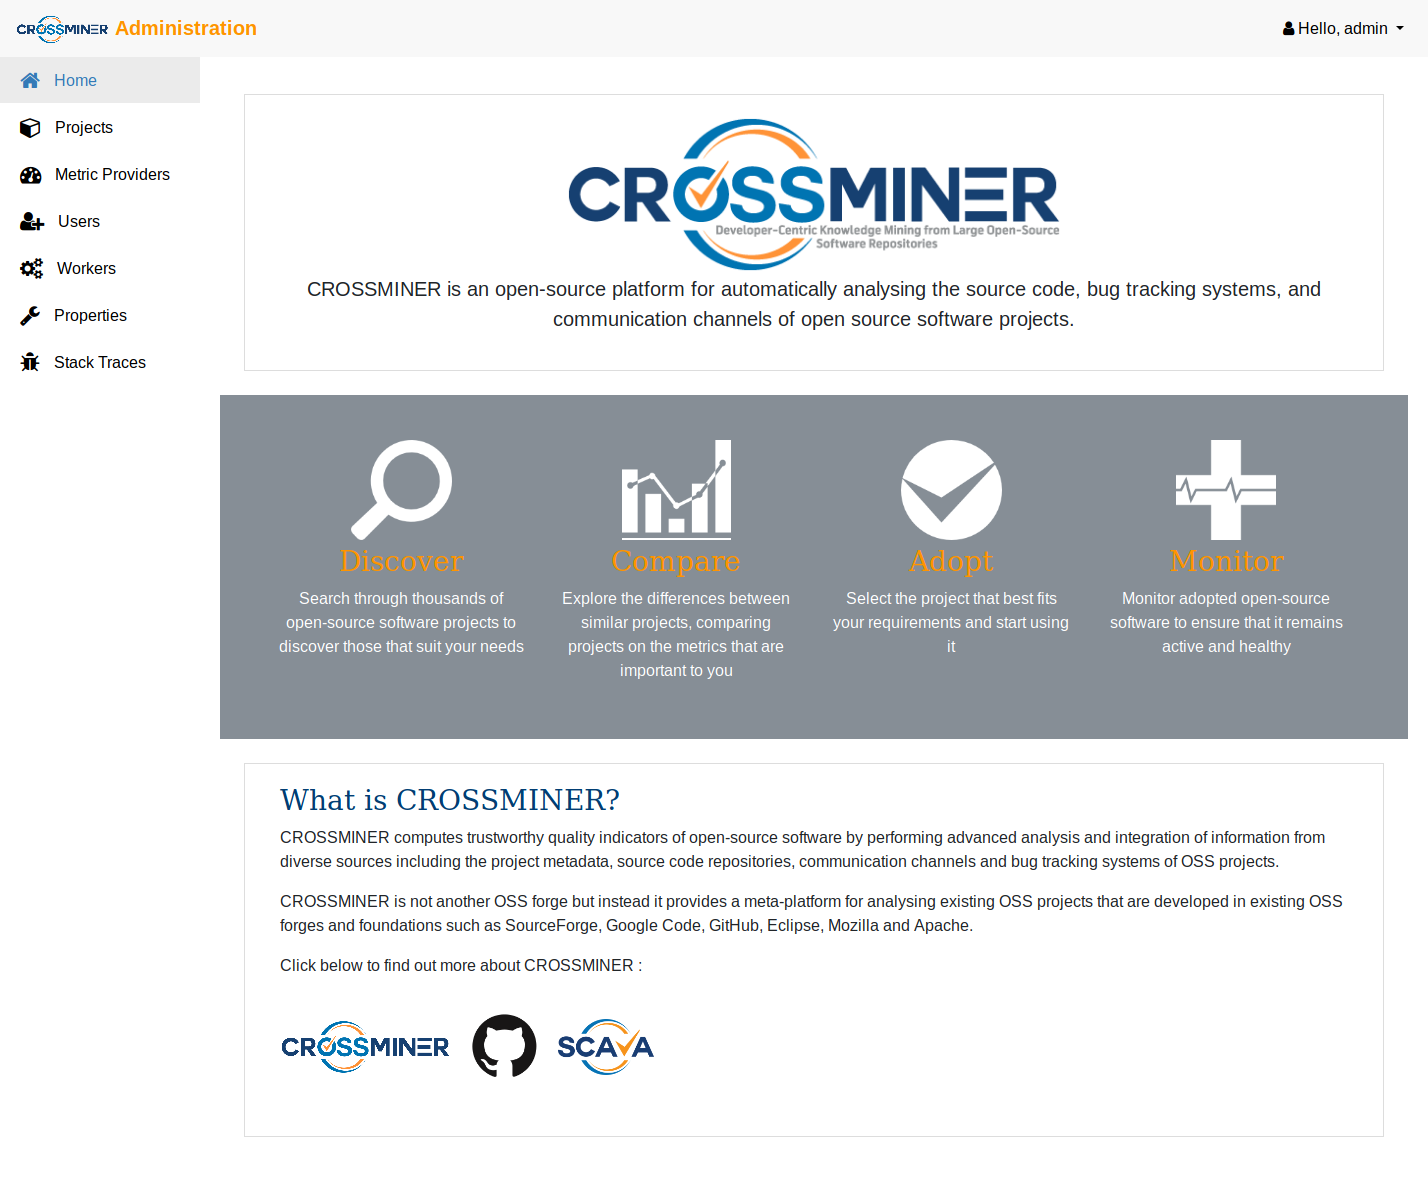 CROSSMINER Administration
Hello, admin
Home
Projects
Metric Providers
Users
Workers
Properties
Stack Traces
CROSSMINER
Developer-Centric Knowledge Mining from Large Open-Source
Software Repositories
CROSSMINER is an open-source platform for automatically analysing the source code, bug tracking systems, and
communication channels of open source software projects.
Discover
Search through thousands of
open-source software projects to
discover those that suit your needs
Compare
Explore the differences between
similar projects, comparing
projects on the metrics that are
important to you
Adopt
Select the project that best fits
your requirements and start using
it
Monitor
Monitor adopted open-source
software to ensure that it remains
active and healthy
What is CROSSMINER?
CROSSMINER computes trustworthy quality indicators of open-source software by performing advanced analysis and integration of information from
diverse sources including the project metadata, source code repositories, communication channels and bug tracking systems of OSS projects.
CROSSMINER is not another OSS forge but instead it provides a meta-platform for analysing existing OSS projects that are developed in existing OSS
forges and foundations such as SourceForge, Google Code, GitHub, Eclipse, Mozilla and Apache.
Click below to find out more about CROSSMINER :
CROSSMINER SCAVA